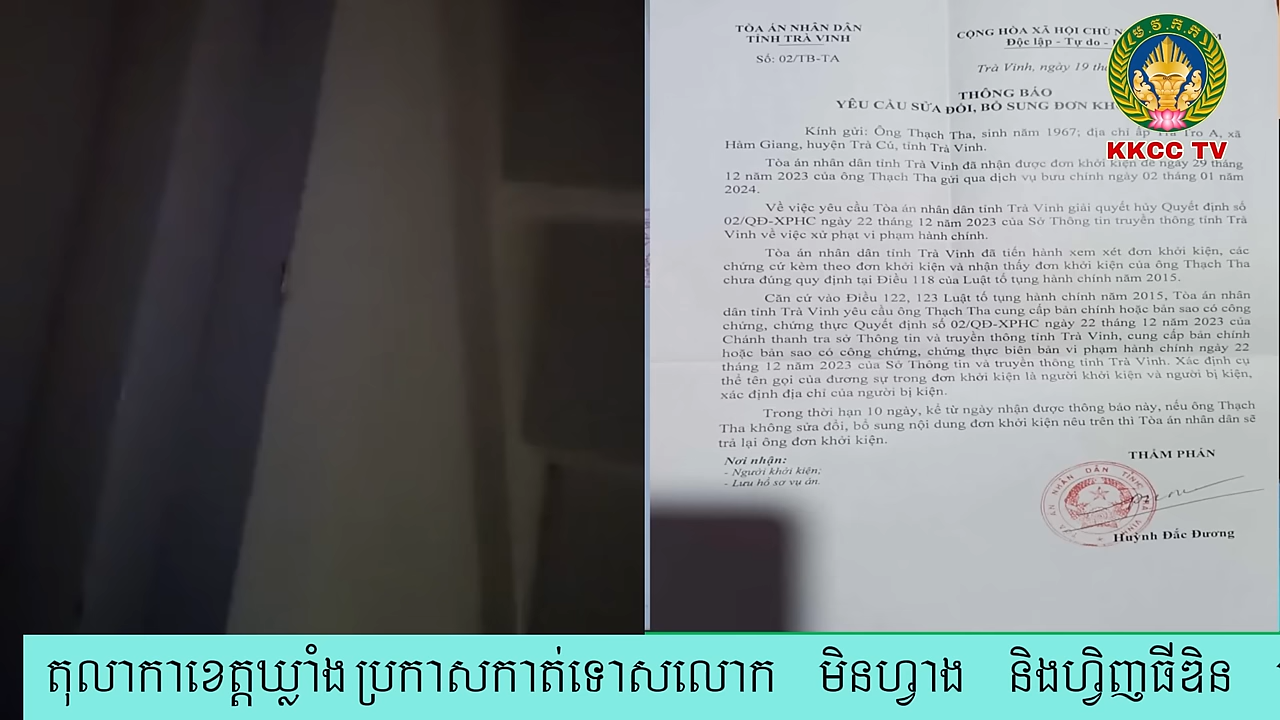 TÒA ÁN NHÂN DÂN
TỈNH TRÀ VINH
Số: 02/TB-TA
CỘNG HÒA XÃ HỘI CHỦ
Độc lập - Tự do -
Trà Vinh, ngày 19
THÔNG BÁO
YÊU CẦU SỬA ĐỔI, BỔ SUNG ĐƠN KH
ម.វ.គ.គ
KKCC TV
Kính gửi: Ông Thạch Tha, sinh năm 1967; địa chỉ ấp Trà Tro A, xã
Hàm Giang, huyện Trà Cú, tỉnh Trà Vinh.
Tòa án nhân dân tỉnh Trà Vinh đã nhận được đơn khởi kiện đề ngày 29 tháng
12 năm 2023 của ông Thạch Tha gửi qua dịch vụ bưu chính ngày 02 tháng 01 năm
2024.
Về việc yêu cầu Tòa án nhân dân tỉnh Trà Vinh giải quyết hủy Quyết định số
02/QĐ-XPHC ngày 22 tháng 12 năm 2023 của Sở Thông tin truyền thông tỉnh Trà
Vinh về việc xử phạt vi phạm hành chính.
Tòa án nhân dân tỉnh Trà Vinh đã tiến hành xem xét đơn khởi kiện, các
chứng cứ kèm theo đơn khởi kiện và nhận thấy đơn khởi kiện của ông Thạch Tha
chưa đúng quy định tại Điều 118 của Luật tố tụng hành chính năm 2015.
Căn cứ vào Điều 122, 123 Luật tố tụng hành chính năm 2015, Tòa án nhân
dân tỉnh Trà Vinh yêu cầu ông Thạch Tha cung cấp bản chính hoặc bản sao có công
chứng, chứng thực Quyết định số 02/QĐ-XPHC ngày 22 tháng 12 năm 2023 của
Chánh thanh tra sở Thông tin và truyền thông tỉnh Trà Vinh, cung cấp bản chính
hoặc bản sao có công chứng, chứng thực biên bản vi phạm hành chính ngày 22
tháng 12 năm 2023 của Sở Thông tin và truyền thông tỉnh Trà Vinh. Xác định cụ
thể tên gọi của đương sự trong đơn khởi kiện là người khởi kiện và người bị kiện,
xác định địa chỉ của người bị kiện.
Trong thời hạn 10 ngày, kể từ ngày nhận được thông báo này, nếu ông Thạch
Tha không sửa đổi, bổ sung nội dung đơn khởi kiện nêu trên thì Tòa án nhân dân sẽ
trả lại ông đơn khởi kiện.
Nơi nhận:
- Người khởi kiện;
- Lưu hồ sơ vụ án.
THẨM PHÁN
Huỳnh Đắc Đương
តុលាកាខេត្តឃ្លាំង ប្រកាសកាត់ទោសលោក មិនហ្វាង និងហ្វិញធីឌិន